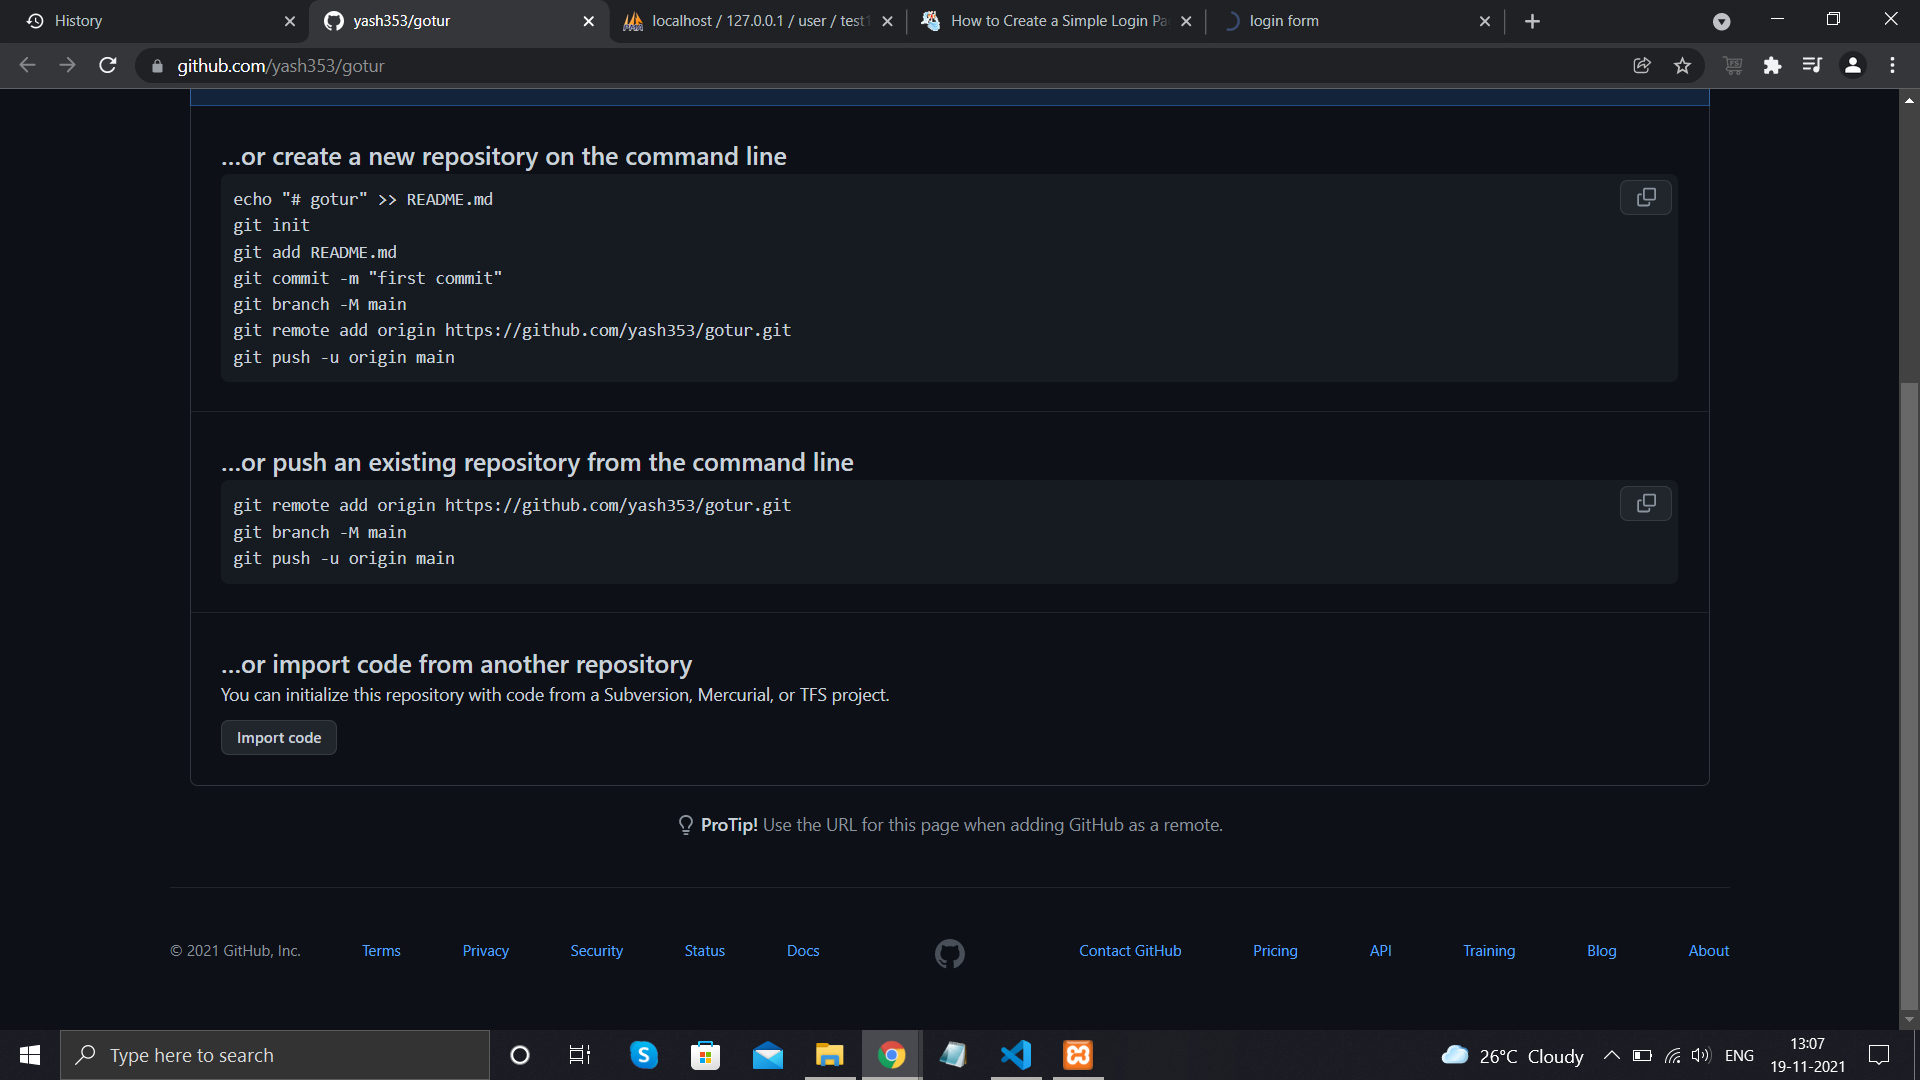 History
yash353/gotur
localhost / 127.0.0.1 / user / test1
How to Create a Simple Login Pa
login form
github.com/yash353/gotur
...or create a new repository on the command line
echo "# gotur" >> README.md
git init
git add README.md
git commit -m "first commit"
git branch -M main
git remote add origin https://github.com/yash353/gotur.git
git push -u origin main
...or push an existing repository from the command line
git remote add origin https://github.com/yash353/gotur.git
git branch -M main
git push -u origin main
...or import code from another repository
You can initialize this repository with code from a Subversion, Mercurial, or TFS project.
Import code
ProTip! Use the URL for this page when adding GitHub as a remote.
© 2021 GitHub, Inc.
Terms
Privacy
Security
Status
Docs
Contact GitHub
Pricing
API
Training
Blog
About
Type here to search
26°C Cloudy
ENG
13:07
19-11-2021